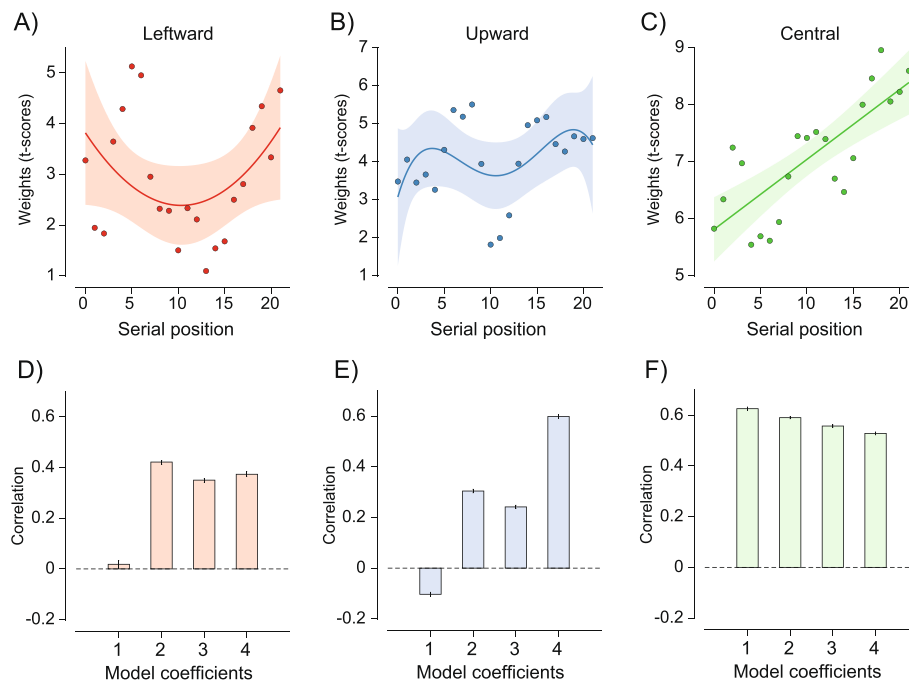 A)
Leftward
Weights (t-scores)
5
4
3
2
1
0 5 10 15 20
Serial position
B)
Upward
Weights (t-scores)
7
6
5
4
3
2
1
0 5 10 15 20
Serial position
C)
Central
Weights (t-scores)
9
8
7
6
5
0 5 10 15 20
Serial position
D)
Correlation
0.6
0.4
0.2
0
-0.2
1 2 3 4
Model coefficients
E)
Correlation
0.6
0.4
0.2
0
-0.2
1 2 3 4
Model coefficients
F)
Correlation
0.6
0.4
0.2
0
-0.2
1 2 3 4
Model coefficients